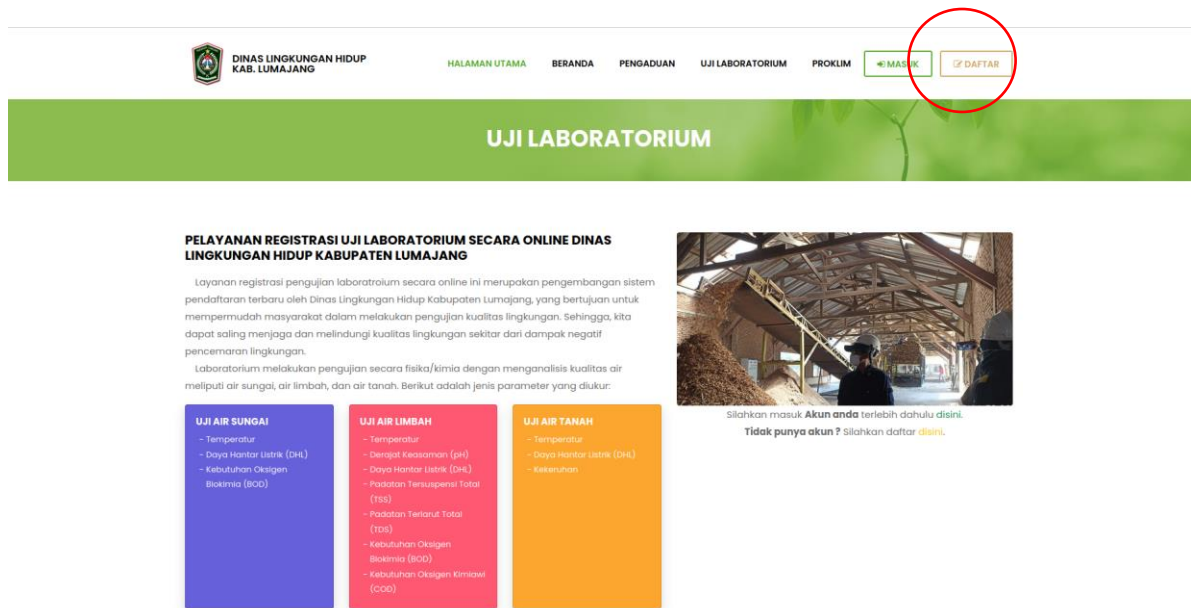 DINAS LINGKUNGAN HIDUP
KAB. LUMAJANG
HALAMAN UTAMA BERANDA PENGADUAN UJI LABORATORIUM PROKLIM MASUK DAFTAR
UJI LABORATORIUM
PELAYANAN REGISTRASI UJI LABORATORIUM SECARA ONLINE DINAS
LINGKUNGAN HIDUP KABUPATEN LUMAJANG
Layanan registrasi pengujian laboratroium secara online ini merupakan pengembangan sistem
pendaftaran terbaru oleh Dinas Lingkungan Hidup Kabupaten Lumajang, yang bertujuan untuk
mempermudah masyarakat dalam melakukan pengujian kualitas lingkungan. Sehingga, kita
dapat saling menjaga dan melindungi kualitas lingkungan sekitar dari dampak negatif
pencemaran lingkungan.
Laboratorium melakukan pengujian secara fisika/kimia dengan menganalisis kualitas air
meliputi air sungai, air limbah, dan air tanah. Berikut adalah jenis parameter yang diukur:
UJI AIR SUNGAI
- Temperatur
- Daya Hantar Listrik (DHL)
- Kebutuhan Oksigen
Biokimia (BOD)
UJI AIR LIMBAH
- Temperatur
- Derajat Keasaman (pH)
- Daya Hantar Listrik (DHL)
- Padatan Tersuspensi Total
(TSS)
- Padatan Terlarut Total
(TDS)
- Kebutuhan Oksigen
Biokimia (BOD)
- Kebutuhan Oksigen Kimiawi
(COD)
UJI AIR TANAH
- Temperatur
- Daya Hantar Listrik (DHL)
- Kekeruhan
Silahkan masuk Akun anda terlebih dahulu disini.
Tidak punya akun ? Silahkan daftar disini.